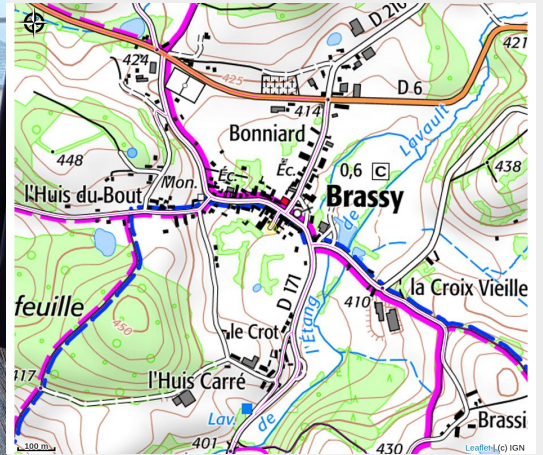 D 210
421
424
425
D 6
414
Lavault
Bonniard
448
438
Éc.
0,6 C
Mon.
Éc.
l'Huis du Bout
Brassy
de
la Croix Vieille
D 171
410
feuille
l'Étang
450
le Crot
417
l'Huis Carré
Lav.
de
Brassi
401
430
100 m
Leaflet | (c) IGN